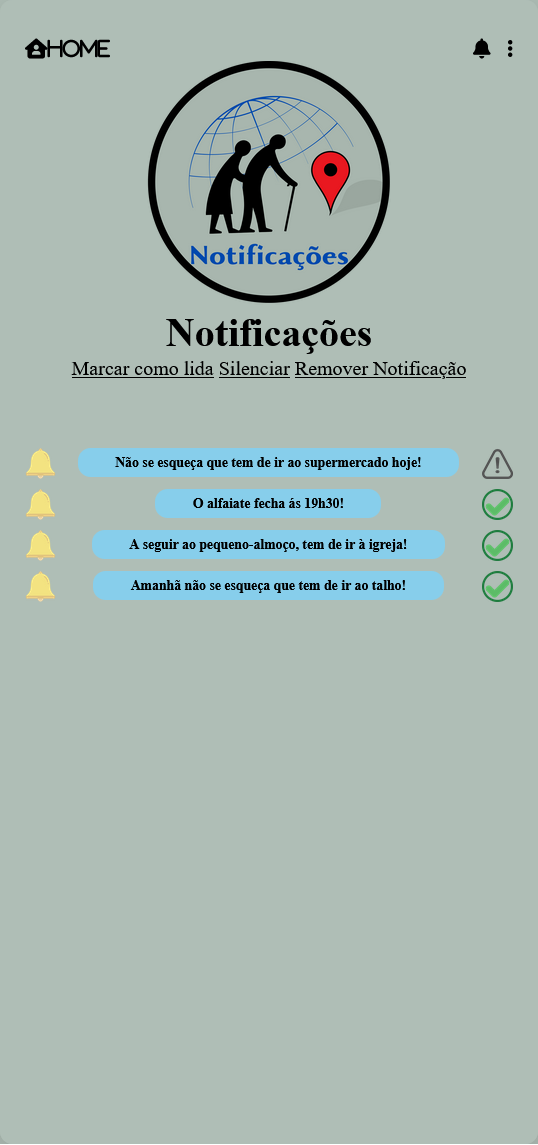 HOME
Notificações
Notificações
Marcar como lida Silenciar Remover Notificação
Não se esqueça que tem de ir ao supermercado hoje!
O alfaiate fecha ás 19h30!
A seguir ao pequeno-almoço, tem de ir à igreja!
Amanhã não se esqueça que tem de ir ao talho!